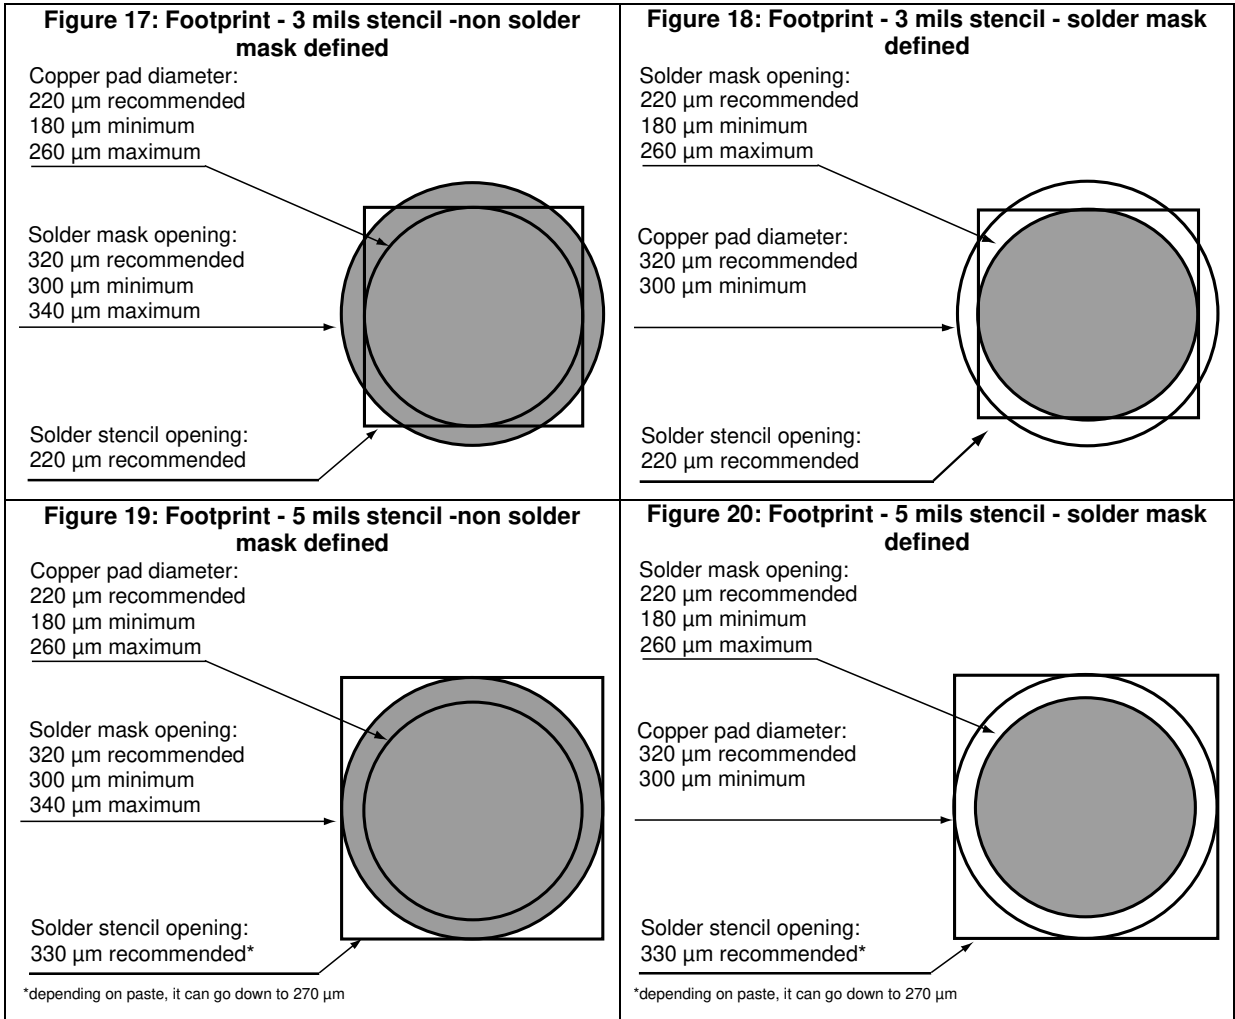 Figure 17: Footprint - 3 mils stencil -non solder
mask defined
Copper pad diameter:
220 µm recommended
180 µm minimum
260 µm maximum
Solder mask opening:
320 µm recommended
300 µm minimum
340 µm maximum
Solder stencil opening:
220 µm recommended
Figure 18: Footprint - 3 mils stencil - solder mask
defined
Solder mask opening:
220 µm recommended
180 µm minimum
260 µm maximum
Copper pad diameter:
320 µm recommended
300 µm minimum
Solder stencil opening:
220 µm recommended
Figure 19: Footprint - 5 mils stencil -non solder
mask defined
Copper pad diameter:
220 µm recommended
180 µm minimum
260 µm maximum
Solder mask opening:
320 µm recommended
300 µm minimum
340 µm maximum
Solder stencil opening:
330 µm recommended*
*depending on paste, it can go down to 270 µm
Figure 20: Footprint - 5 mils stencil - solder mask
defined
Solder mask opening:
220 µm recommended
180 µm minimum
260 µm maximum
Copper pad diameter:
320 µm recommended
300 µm minimum
Solder stencil opening:
330 µm recommended*
*depending on paste, it can go down to 270 µm